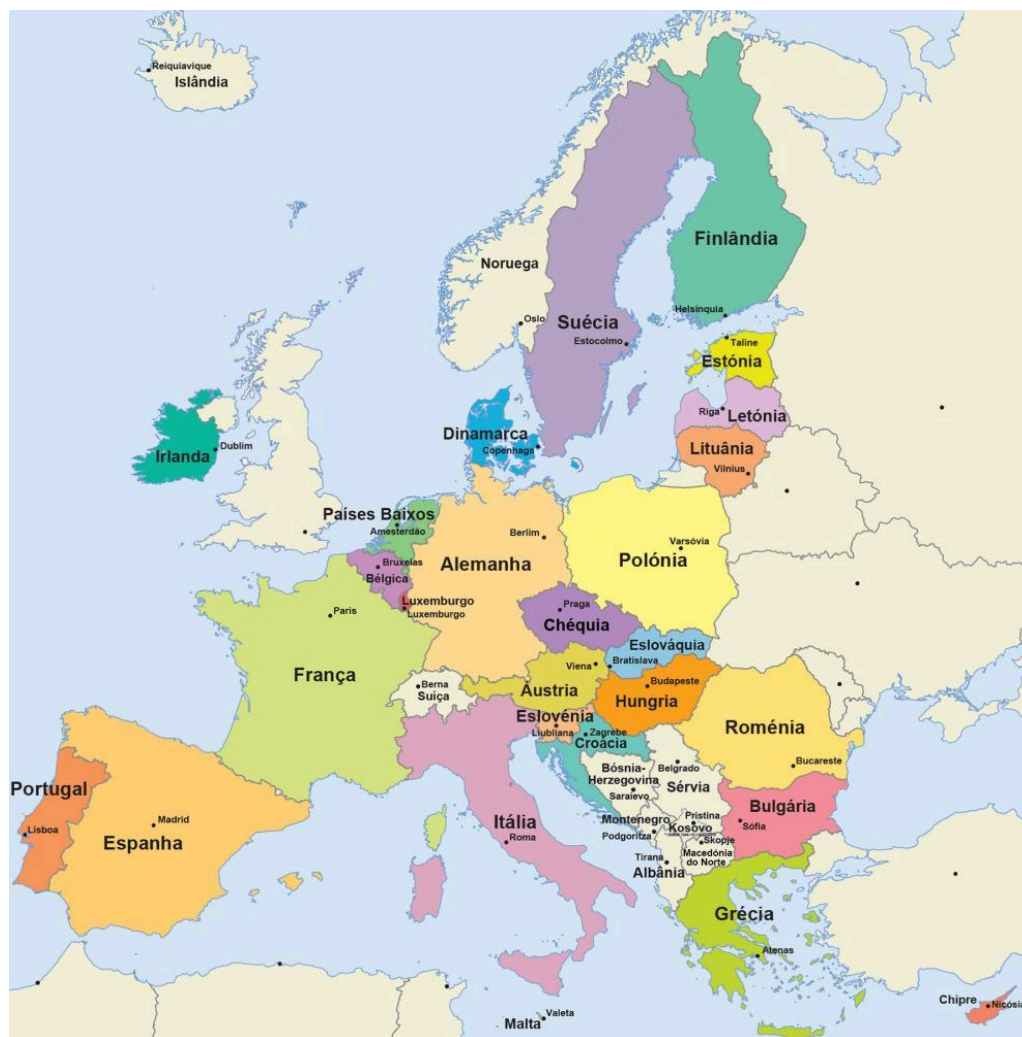 Reiquiavique
Islândia
Noruega
Finlândia
Helsínquia
Oslo
Suécia
Estocolmo
Taline
Estónia
Riga
Letónia
Dinamarca
Copenhaga
Lituânia
Vilnius
Dublim
Irlanda
Países Baixos
Amesterdão
Berlim
Varsóvia
Polónia
Alemanha
Bruxelas
Bélgica
Luxemburgo
Luxemburgo
Paris
Praga
Chéquia
Eslováquia
Bratislava
Viena
França
Berna
Suíça
Áustria
Budapeste
Hungria
Eslovénia
Liubliana
Zagrebe
Croácia
Roménia
Bucareste
Bósnia-
Herzegovina
Saraievo
Belgrado
Sérvia
Portugal
Lisboa
Madrid
Espanha
Itália
Roma
Montenegro
Podgoritza
Pristina
Kosovo
Skopje
Macedónia
do Norte
Bulgária
Sófia
Tirana
Albânia
Grécia
Atenas
Valeta
Malta
Chipre
Nicósia